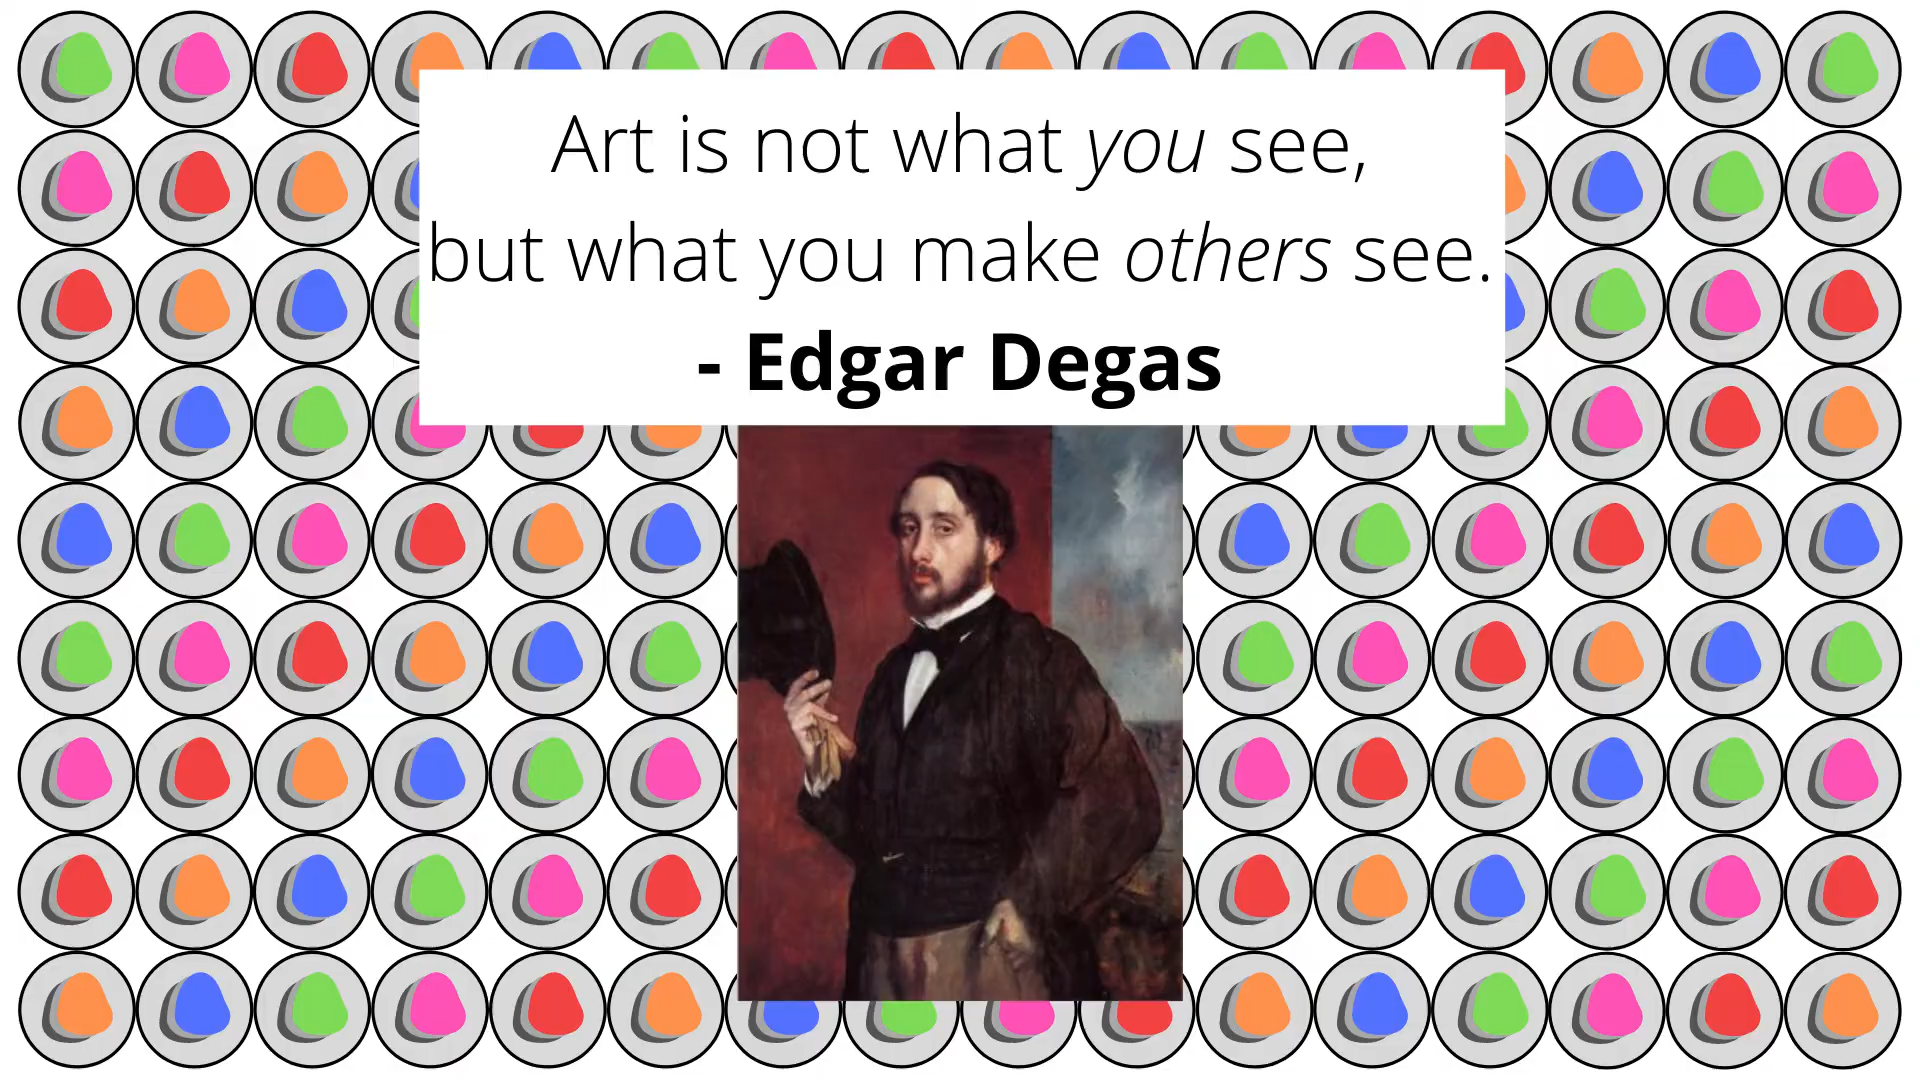 Art is not what you see,
but what you make others see.
- Edgar Degas